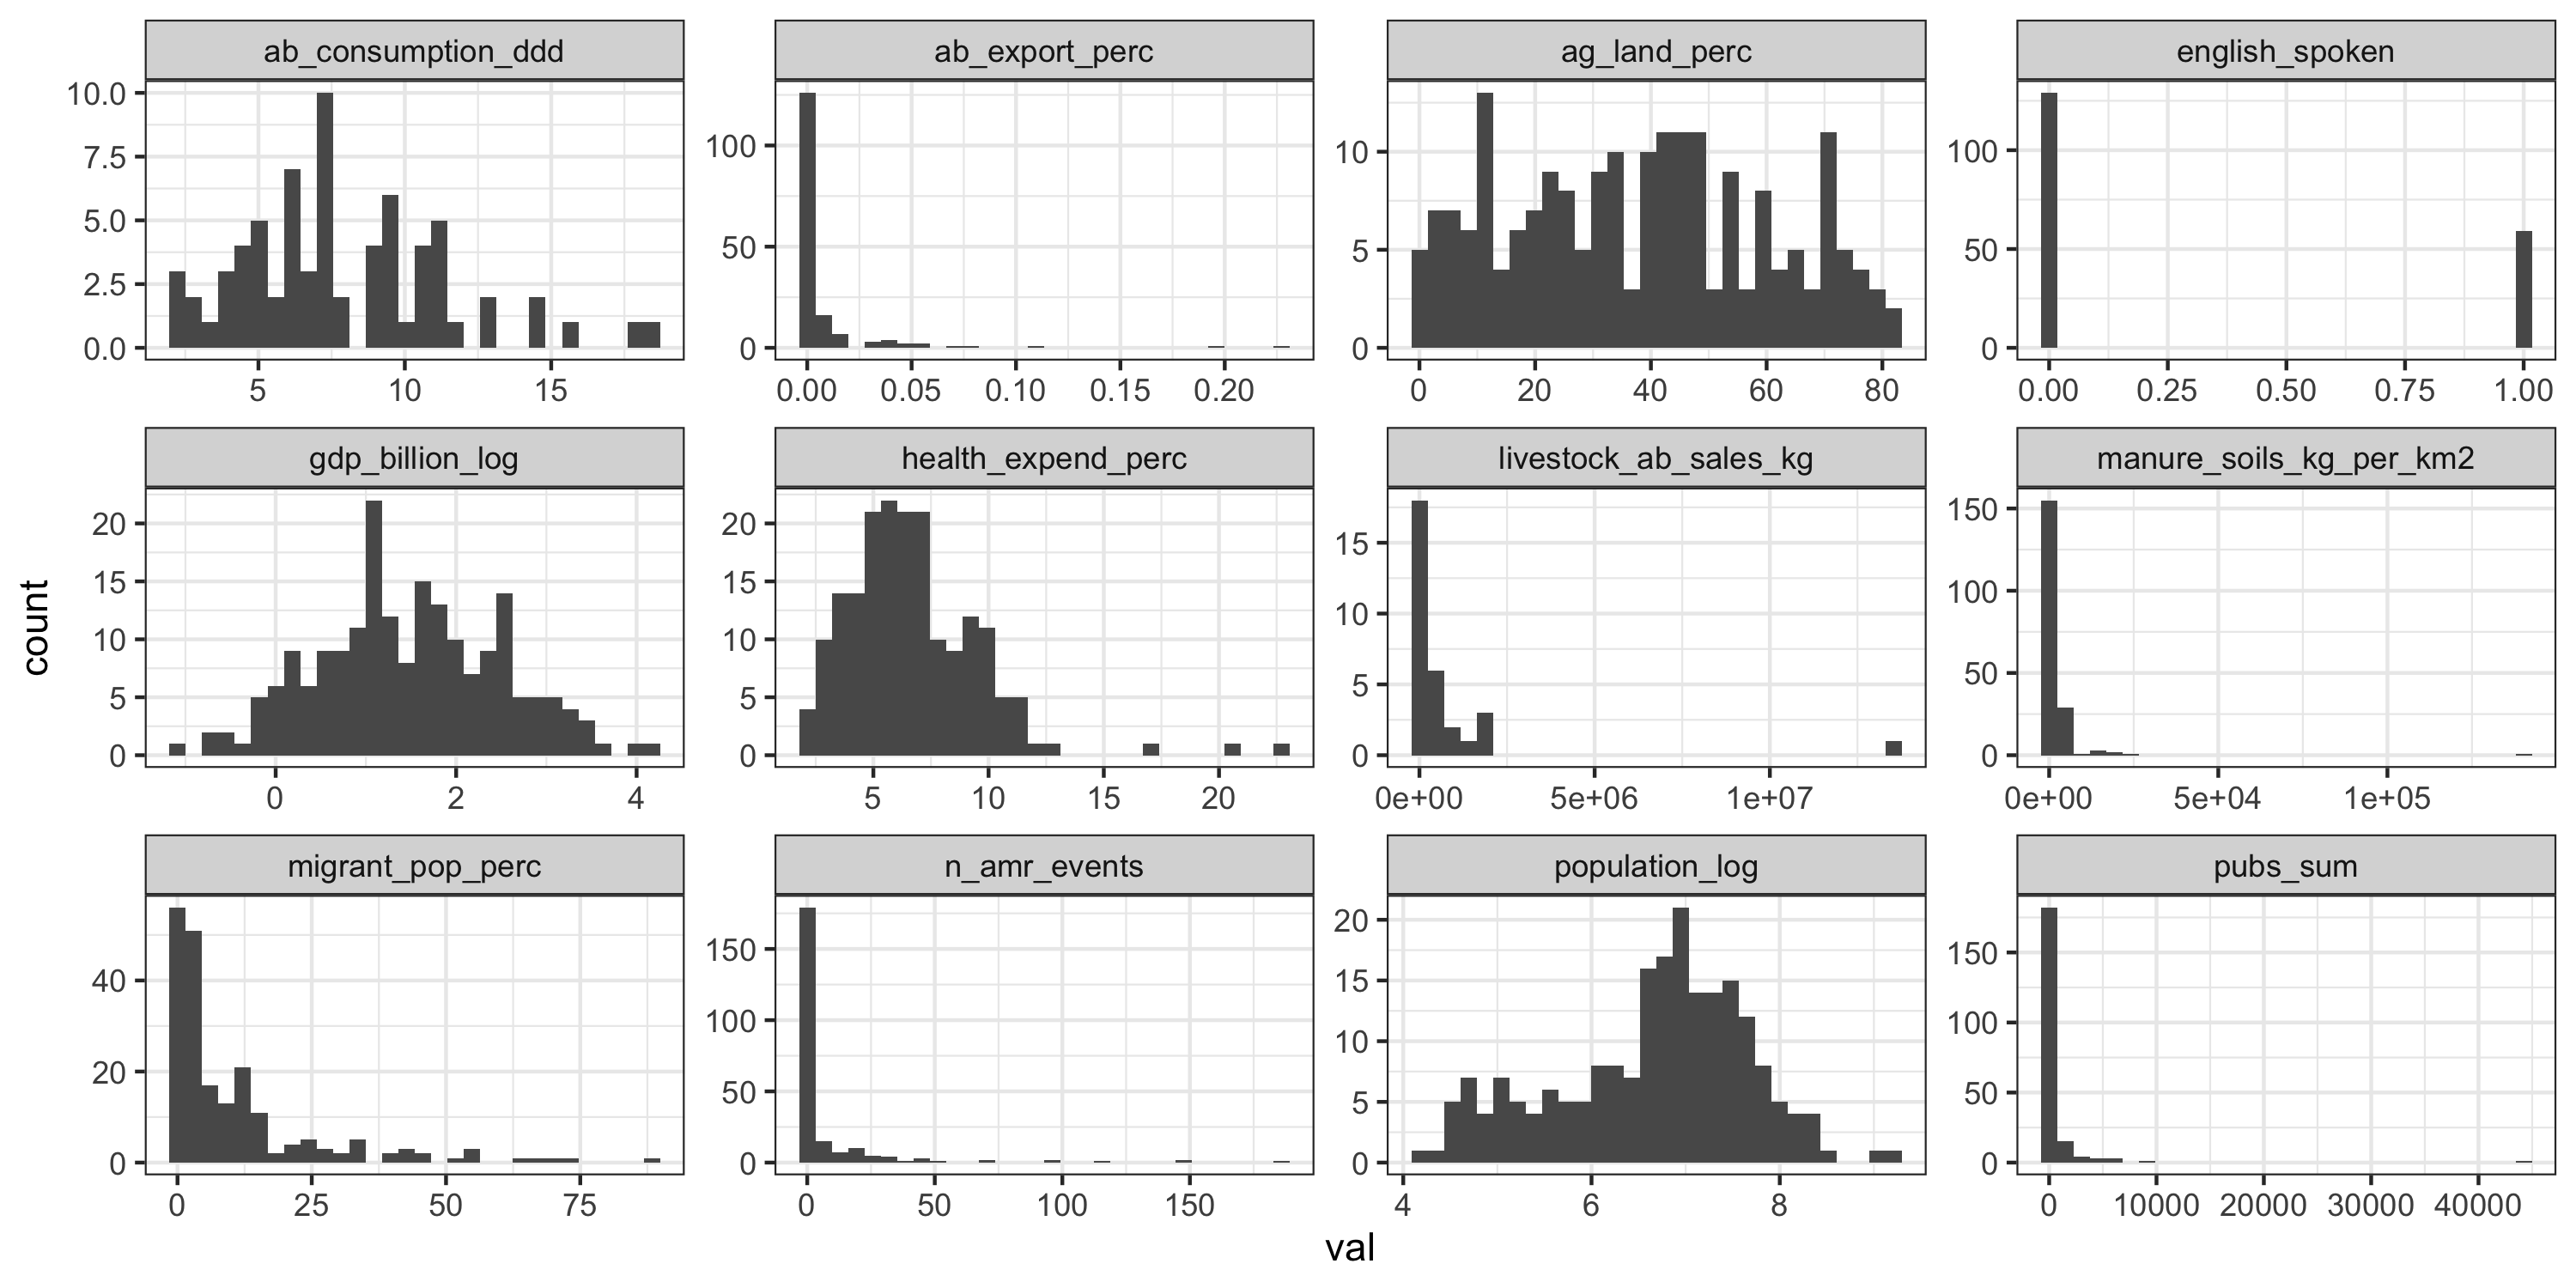 ab_consumption_ddd
ab_export_perc
ag_land_perc
english_spoken
10.0
7.5
5.0
2.5
0.0
5 10 15
100
50
0
0.00 0.05 0.10 0.15 0.20
10
5
0
0 20 40 60 80
100
50
0
0.00 0.25 0.50 0.75 1.00
gdp_billion_log
health_expend_perc
livestock_ab_sales_kg
manure_soils_kg_per_km2
20
15
10
5
0
0 2 4
20
15
10
5
0
5 10 15 20
15
10
5
0
0e+00 5e+06 1e+07
150
100
50
0
0e+00 5e+04 1e+05
migrant_pop_perc
n_amr_events
population_log
pubs_sum
40
20
0
0 25 50 75
150
100
50
0
0 50 100 150
20
15
10
5
0
4 6 8
150
100
50
0
0 10000 20000 30000 40000
count
val